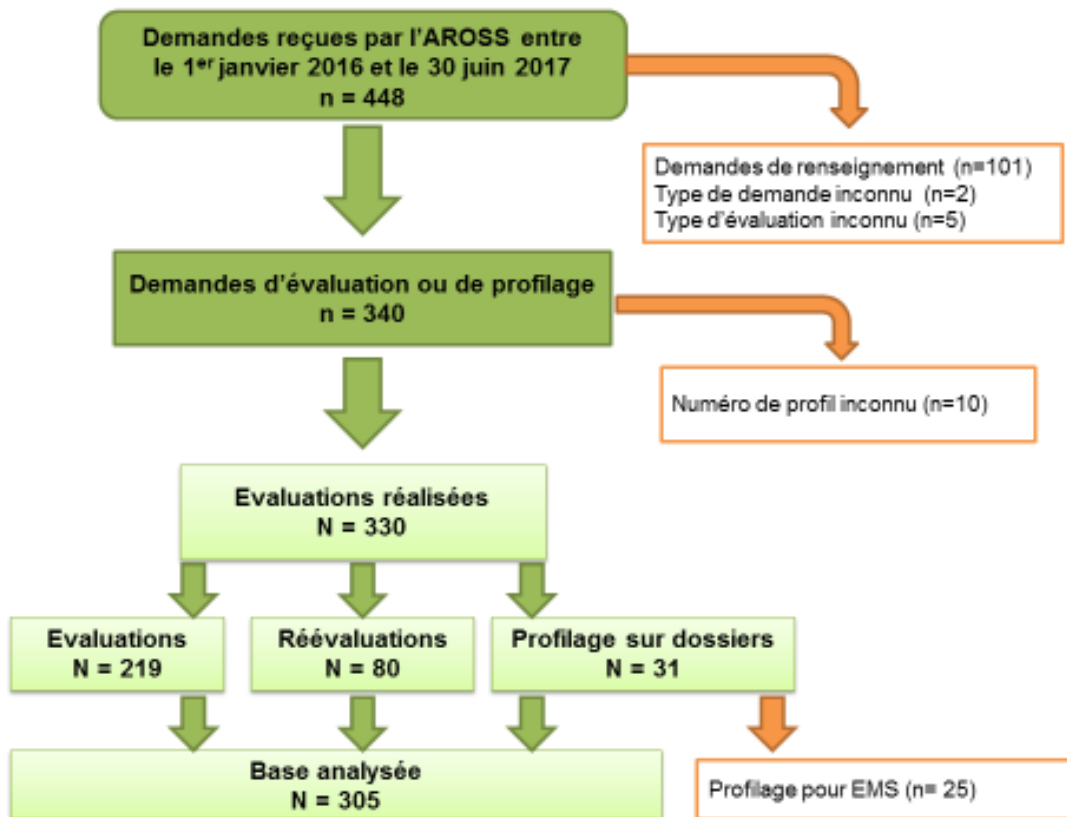 Demandes reçues par l'AROSS entre
le 1er janvier 2016 et le 30 juin 2017
n = 448
Demandes de renseignement (n=101)
Type de demande inconnu (n=2)
Type d'évaluation inconnu (n=5)
Demandes d'évaluation ou de profilage
n = 340
Numéro de profil inconnu (n=10)
Evaluations réalisées
N = 330
Evaluations
N = 219
Réévaluations
N = 80
Profilage sur dossiers
N = 31
Base analysée
N = 305
Profilage pour EMS (n= 25)